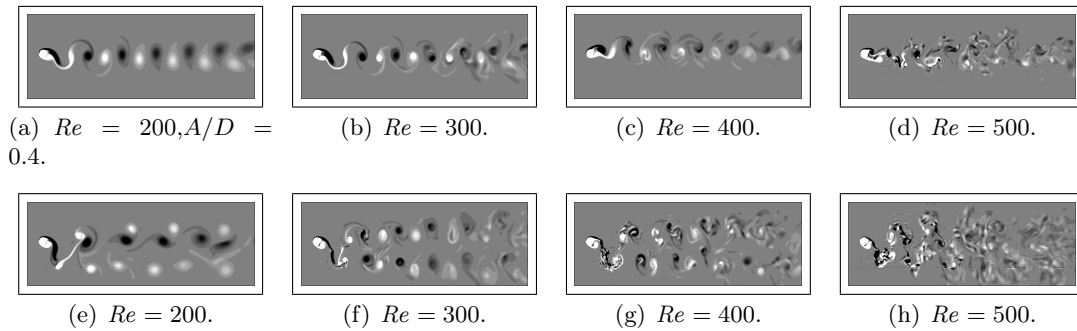 (a) Re = 200,A/D =
0.4.
(b) Re = 300.
(c) Re = 400.
(d) Re = 500.
(e) Re = 200.
(f) Re = 300.
(g) Re = 400.
(h) Re = 500.